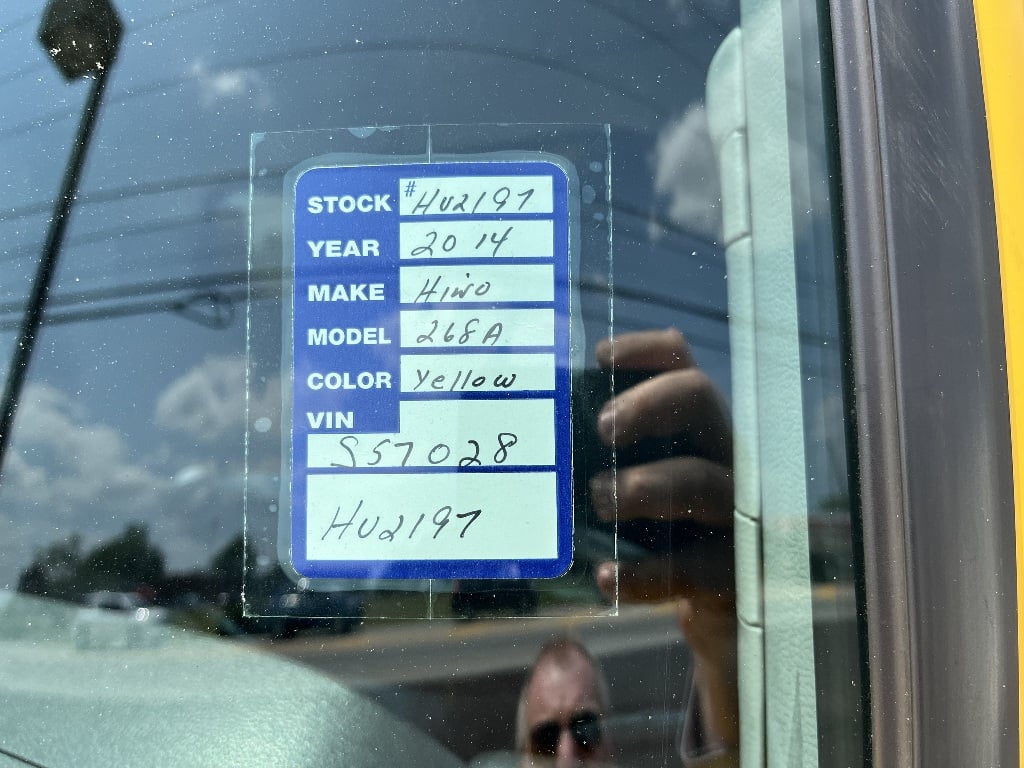 STOCK # HU2197
YEAR 2014
MAKE Hino
MODEL 268A
COLOR Yellow
VIN
S57028
HU2197